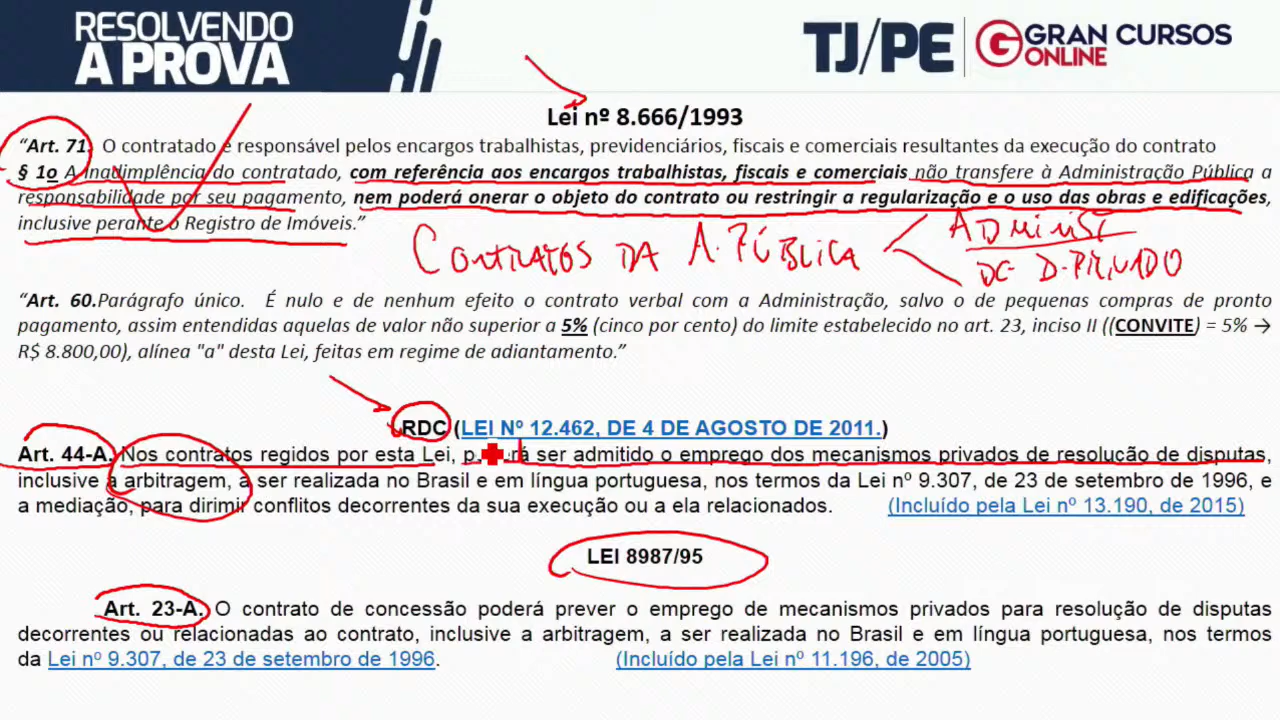 RESOLVENDO
A PROVA
TJ/PE
GRAN CURSOS
ONLINE
Lei nº 8.666/1993
“Art. 71. O contratado é responsável pelos encargos trabalhistas, previdenciários, fiscais e comerciais resultantes da execução do contrato
§ 1o A inadimplência do contratado, com referência aos encargos trabalhistas, fiscais e comerciais não transfere à Administração Pública a
responsabilidade por seu pagamento, nem poderá onerar o objeto do contrato ou restringir a regularização e o uso das obras e edificações,
inclusive perante o Registro de Imóveis.”
CONTRATOS DA A. PÚBLICA
ADMINIST
DE D. PRIVADO
“Art. 60.Parágrafo único. É nulo e de nenhum efeito o contrato verbal com a Administração, salvo o de pequenas compras de pronto
pagamento, assim entendidas aquelas de valor não superior a 5% (cinco por cento) do limite estabelecido no art. 23, inciso II ((CONVITE) = 5% →
R$ 8.800,00), alínea "a" desta Lei, feitas em regime de adiantamento.”
RDC (LEI Nº 12.462, DE 4 DE AGOSTO DE 2011.)
Art. 44-A. Nos contratos regidos por esta Lei, ser admitido o emprego dos mecanismos privados de resolução de disputas,
inclusive a arbitragem, a ser realizada no Brasil e em língua portuguesa, nos termos da Lei nº 9.307, de 23 de setembro de 1996, e
a mediação, para dirimir conflitos decorrentes da sua execução ou a ela relacionados. (Incluído pela Lei nº 13.190, de 2015)
LEI 8987/95
Art. 23-A. O contrato de concessão poderá prever o emprego de mecanismos privados para resolução de disputas
decorrentes ou relacionadas ao contrato, inclusive a arbitragem, a ser realizada no Brasil e em língua portuguesa, nos termos
da Lei nº 9.307, de 23 de setembro de 1996. (Incluído pela Lei nº 11.196, de 2005)